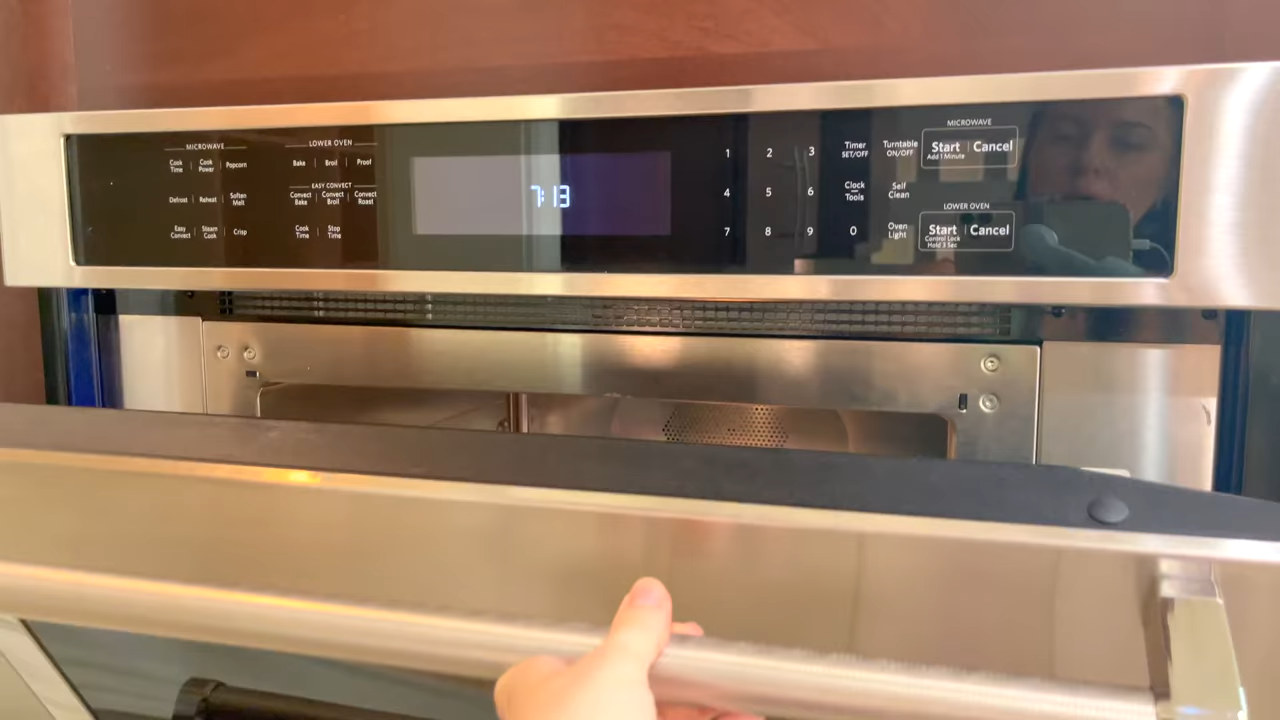 MICROWAVE
Cook Time Cook Power Popcorn
Defrost Reheat Soften Melt
Easy Convect Steam Cook Crisp
LOWER OVEN
Bake Broil Proof
EASY CONVECT
Convect Bake Convect Broil Convect Roast
Cook Time Stop Time
7:13
1 2 3
4 5 6
7 8 9 0
Timer SET/OFF
Turntable ON/OFF
Clock Tools
Self Clean
Oven Light
MICROWAVE
Start Cancel
Add 1 Minute
LOWER OVEN
Start Cancel
Control Lock
Hold 3 Sec